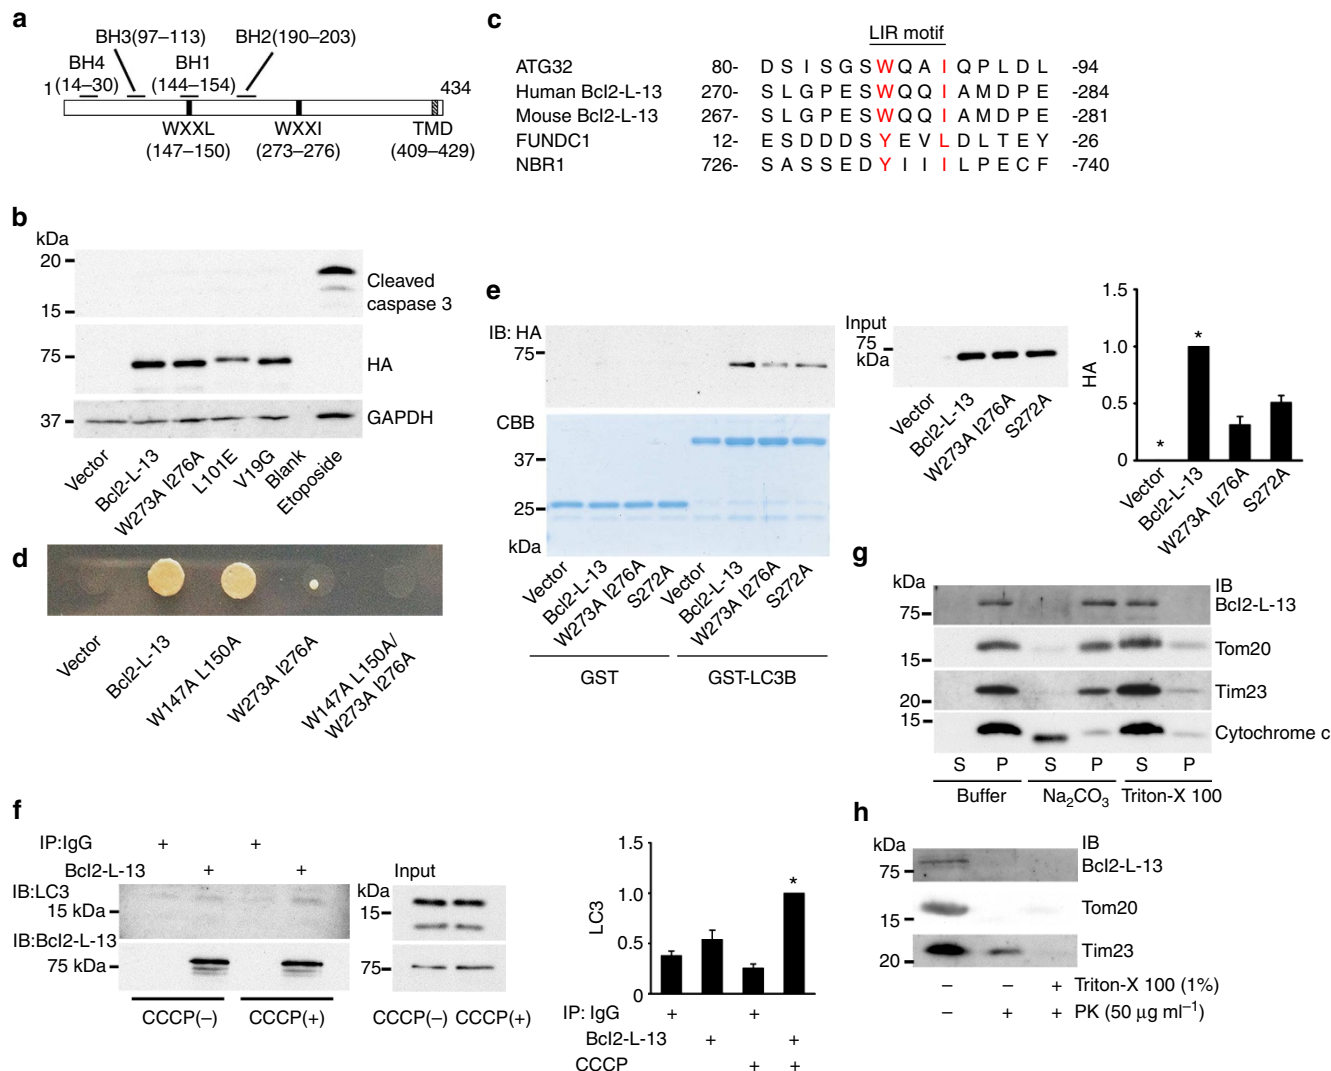 a
BH3(97–113) BH2(190–203)
BH4 BH1
1 (14–30) (144–154) 434
WXXL WXXI TMD
(147–150) (273–276) (409–429)
c
LIR motif
ATG32 80- D S I S G S W Q A I Q P L D L -94
Human Bcl2-L-13 270- S L G P E S W Q Q I A M D P E -284
Mouse Bcl2-L-13 267- S L G P E S W Q Q I A M D P E -281
FUNDC1 12- E S D D D S Y E V L D L T E Y -26
NBR1 726- S A S S E D Y I I I L P E C F -740
b
kDa
20
Cleaved
caspase 3
15
75
HA
37
GAPDH
Vector
Bcl2-L-13
W273A I276A
L101E
V19G
Blank
Etoposide
d
Vector
Bcl2-L-13
W147A L150A
W273A I276A
W147A L150A/
W273A I276A
e
IB: HA
75
CBB
37
25
kDa
Vector
Bcl2-L-13
W273A I276A
S272A
Vector
Bcl2-L-13
W273A I276A
S272A
GST GST-LC3B
Input
75
kDa
Vector
Bcl2-L-13
W273A I276A
S272A
1.5
1.0
0.5
0
HA
*
*
Vector
Bcl2-L-13
W273A I276A
S272A
g
kDa IB
75 Bcl2-L-13
15 Tom20
20 Tim23
15 Cytochrome c
S P S P S P
Buffer Na₂CO₃ Triton-X 100
f
IP:IgG + +
Bcl2-L-13 + +
IB:LC3
15 kDa
IB:Bcl2-L-13
75 kDa
CCCP(–) CCCP(+)
Input
kDa
15
75
CCCP(–) CCCP(+)
1.5
1.0
0.5
0
LC3
*
IP: IgG + +
Bcl2-L-13 + +
CCCP + +
h
kDa IB
75 Bcl2-L-13
15 Tom20
20 Tim23
– – + Triton-X 100 (1%)
– + + PK (50 µg ml⁻¹)